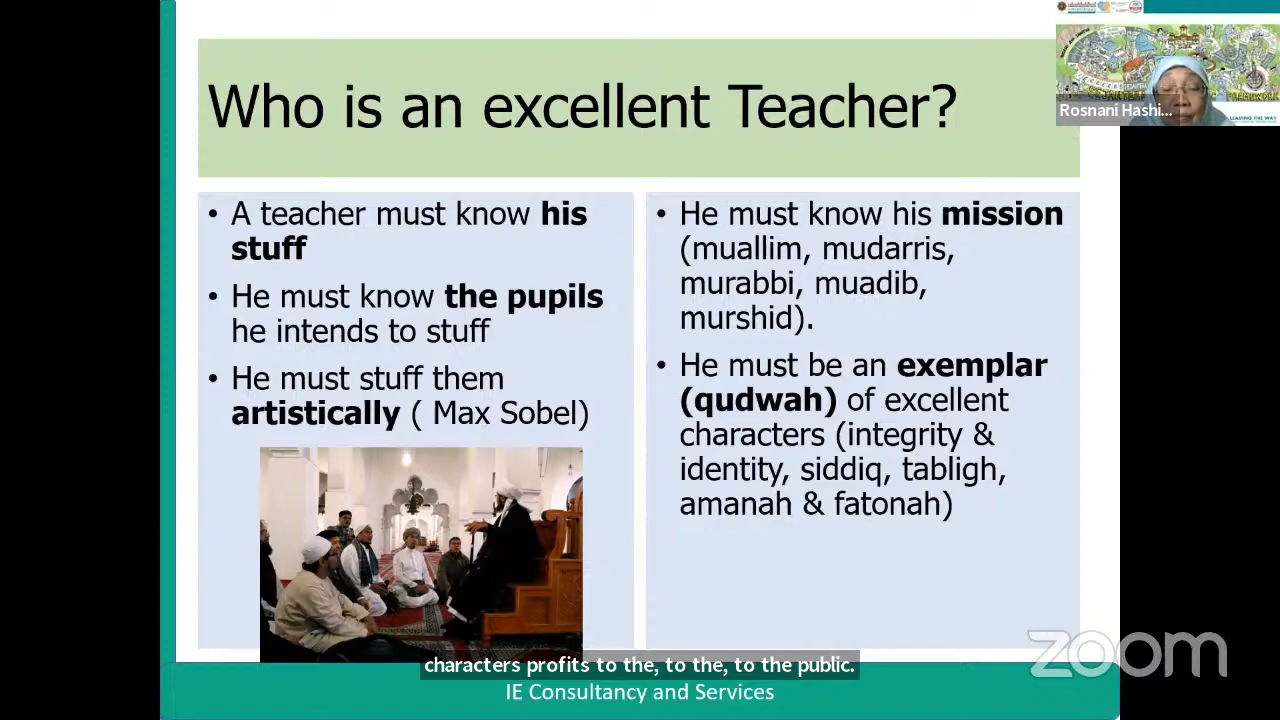 Who is an excellent Teacher?
• A teacher must know his
stuff
• He must know the pupils
he intends to stuff
• He must stuff them
artistically ( Max Sobel)
• He must know his mission
(muallim, mudarris,
murabbi, muadib,
murshid).
• He must be an exemplar
(qudwah) of excellent
characters (integrity &
identity, siddiq, tabligh,
amanah & fatonah)
Rosnani Hashi...
LEADING THE WAY
zoom
characters profits to the, to the, to the public.
IE Consultancy and Services